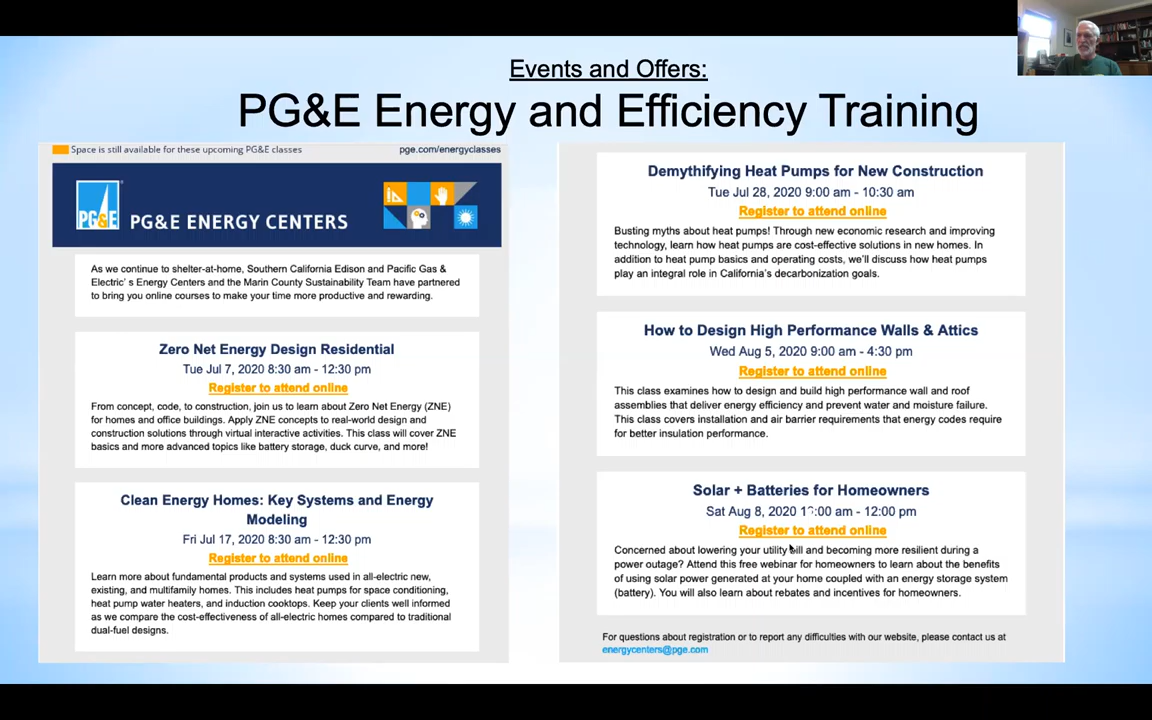 Events and Offers:
PG&E Energy and Efficiency Training
Space is still available for these upcoming PG&E classes
pge.com/energyclasses
PG&E
PG&E ENERGY CENTERS
As we continue to shelter-at-home, Southern California Edison and Pacific Gas &
Electric' s Energy Centers and the Marin County Sustainability Team have partnered
to bring you online courses to make your time more productive and rewarding.
Zero Net Energy Design Residential
Tue Jul 7, 2020 8:30 am - 12:30 pm
Register to attend online
From concept, code, to construction, join us to learn about Zero Net Energy (ZNE)
for homes and office buildings. Apply ZNE concepts to real-world design and
construction solutions through virtual interactive activities. This class will cover ZNE
basics and more advanced topics like battery storage, duck curve, and more!
Clean Energy Homes: Key Systems and Energy
Modeling
Fri Jul 17, 2020 8:30 am - 12:30 pm
Register to attend online
Learn more about fundamental products and systems used in all-electric new,
existing, and multifamily homes. This includes heat pumps for space conditioning,
heat pump water heaters, and induction cooktops. Keep your clients well informed
as we compare the cost-effectiveness of all-electric homes compared to traditional
dual-fuel designs.
Demythifying Heat Pumps for New Construction
Tue Jul 28, 2020 9:00 am - 10:30 am
Register to attend online
Busting myths about heat pumps! Through new economic research and improving
technology, learn how heat pumps are cost-effective solutions in new homes. In
addition to heat pump basics and operating costs, we'll discuss how heat pumps
play an integral role in California's decarbonization goals.
How to Design High Performance Walls & Attics
Wed Aug 5, 2020 9:00 am - 4:30 pm
Register to attend online
This class examines how to design and build high performance wall and roof
assemblies that deliver energy efficiency and prevent water and moisture failure.
This class covers installation and air barrier requirements that energy codes require
for better insulation performance.
Solar + Batteries for Homeowners
Sat Aug 8, 2020 am - 12:00 pm
Register to attend online
Concerned about lowering your utility bill and becoming more resilient during a
power outage? Attend this free webinar for homeowners to learn about the benefits
of using solar power generated at your home coupled with an energy storage system
(battery). You will also learn about rebates and incentives for homeowners.
For questions about registration or to report any difficulties with our website, please contact us at
energycenters@pge.com